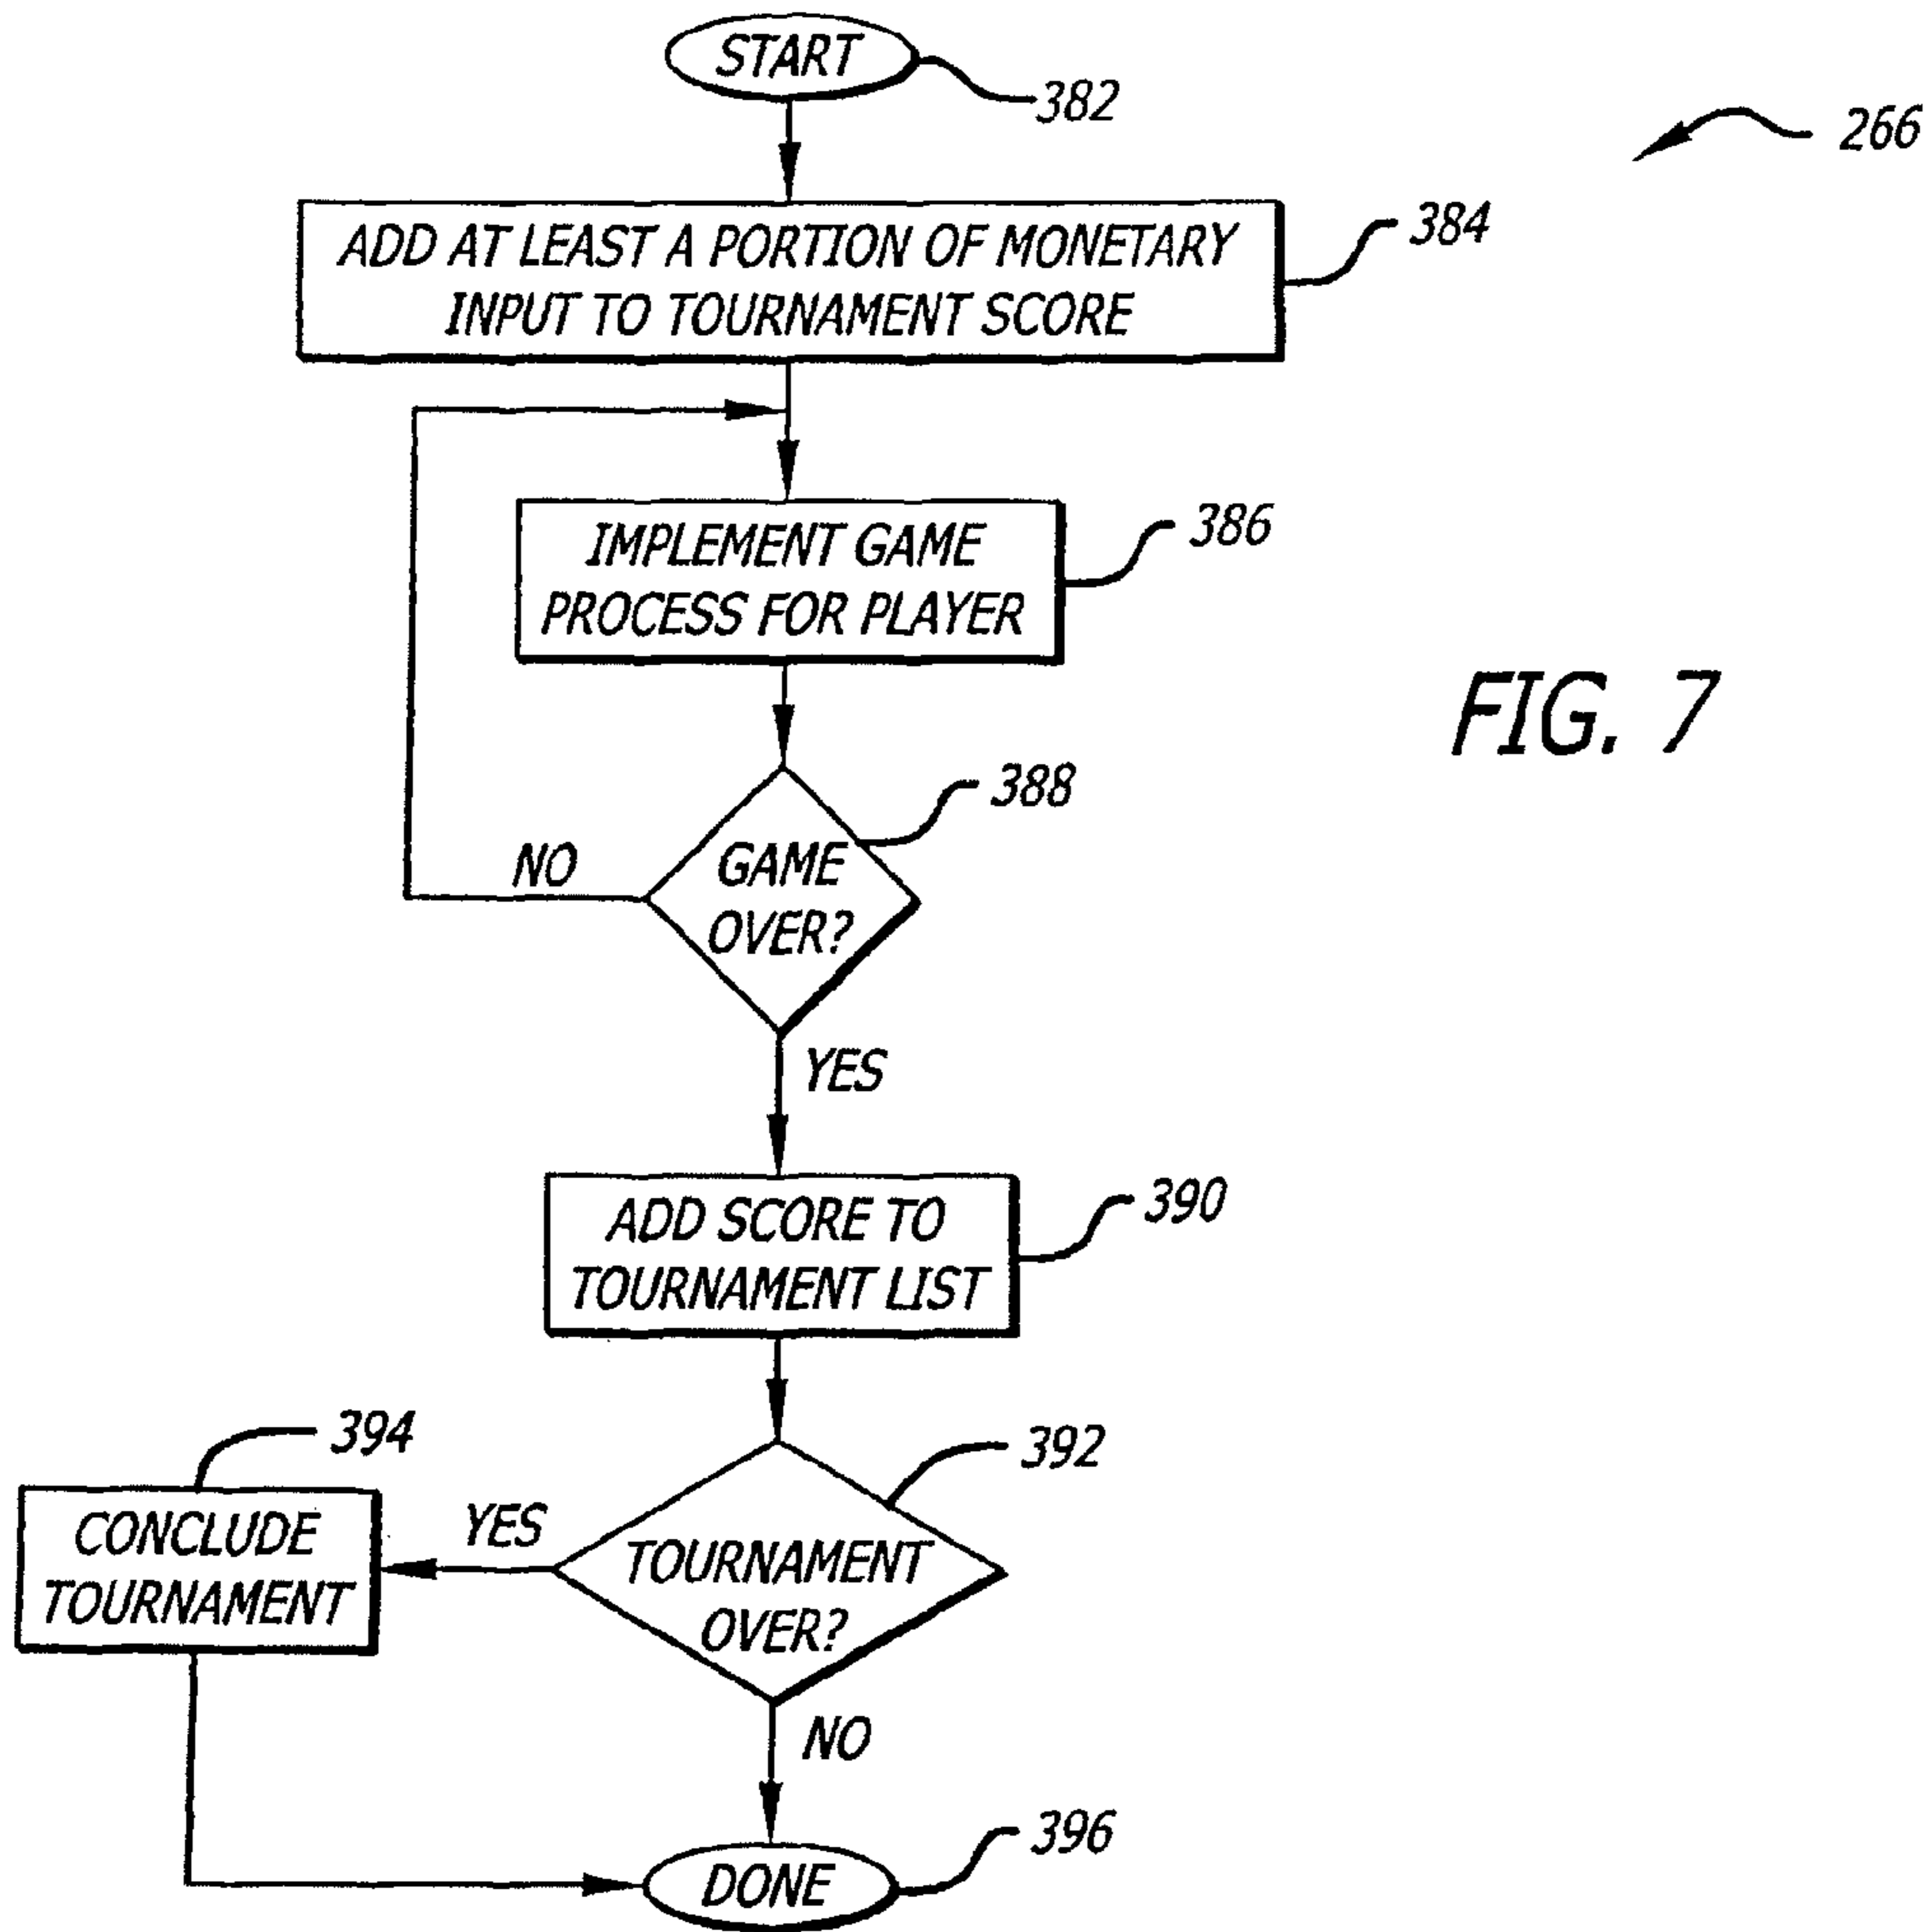 START
382
266
ADD AT LEAST A PORTION OF MONETARY
INPUT TO TOURNAMENT SCORE
384
IMPLEMENT GAME
PROCESS FOR PLAYER
386
FIG. 7
388
GAME
OVER?
NO
YES
ADD SCORE TO
TOURNAMENT LIST
390
394
392
CONCLUDE
TOURNAMENT
YES
TOURNAMENT
OVER?
NO
396
DONE